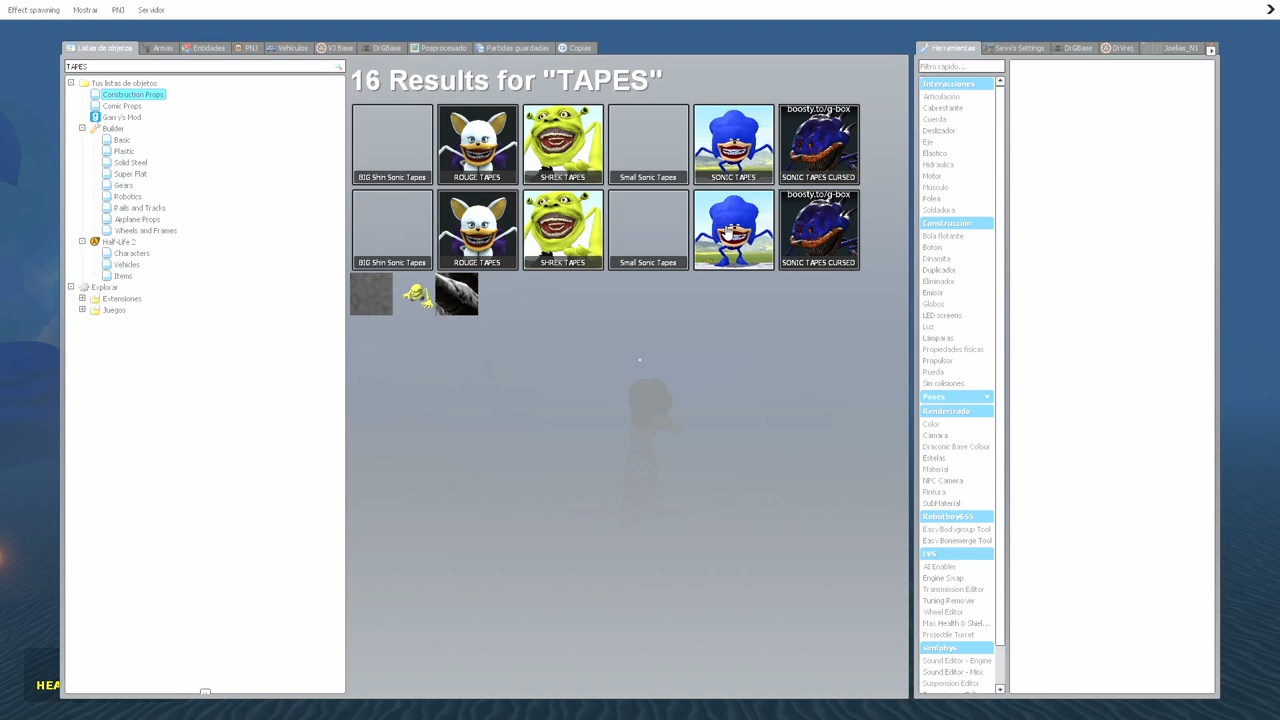 Effect spawning Mostrar PNJ Servidor
Listas de objetos Armas Entidades PNJ Vehículos VJ Base DrGBase Posprocesado Partidas guardadas Copias
TAPES
Tus listas de objetos
Construction Props
Comic Props
Garry's Mod
Builder
Basic
Plastic
Solid Steel
Super Flat
Gears
Robotics
Rails and Tracks
Airplane Props
Wheels and Frames
Half-Life 2
Characters
Vehicles
Items
Explorar
Extensiones
Juegos
16 Results for "TAPES"
boosty.to/g-box
BIG Shin Sonic Tapes ROUGE TAPES SHREK TAPES Small Sonic Tapes SONIC TAPES SONIC TAPES CURSED
boosty.to/g-box
BIG Shin Sonic Tapes ROUGE TAPES SHREK TAPES Small Sonic Tapes SONIC TAPES CURSED
Herramientas Sevv's Settings DrGBase DrVrej Joelias_N1
Filtro rápido...
Interacciones
Articulación
Cabrestante
Cuerda
Deslizador
Eje
Elástico
Hidráulica
Motor
Músculo
Polea
Soldadura
Construcción
Bola flotante
Botón
Dinamita
Duplicador
Eliminador
Emisor
Globos
LED screens
Luz
Lámparas
Propiedades físicas
Propulsor
Rueda
Sin colisiones
Poses
Renderizado
Color
Cámara
Draconic Base Colour
Estelas
Material
NPC Camera
Pintura
SubMaterial
Robotboy655
Easy Bodygroup Tool
Easy Bonemerge Tool
LVS
AI Enabler
Engine Swap
Transmission Editor
Tuning Remover
Wheel Editor
Max Health & Shiel...
Projectile Turret
simfphys
Sound Editor - Engine
Sound Editor - Misc
Suspension Editor
HEA